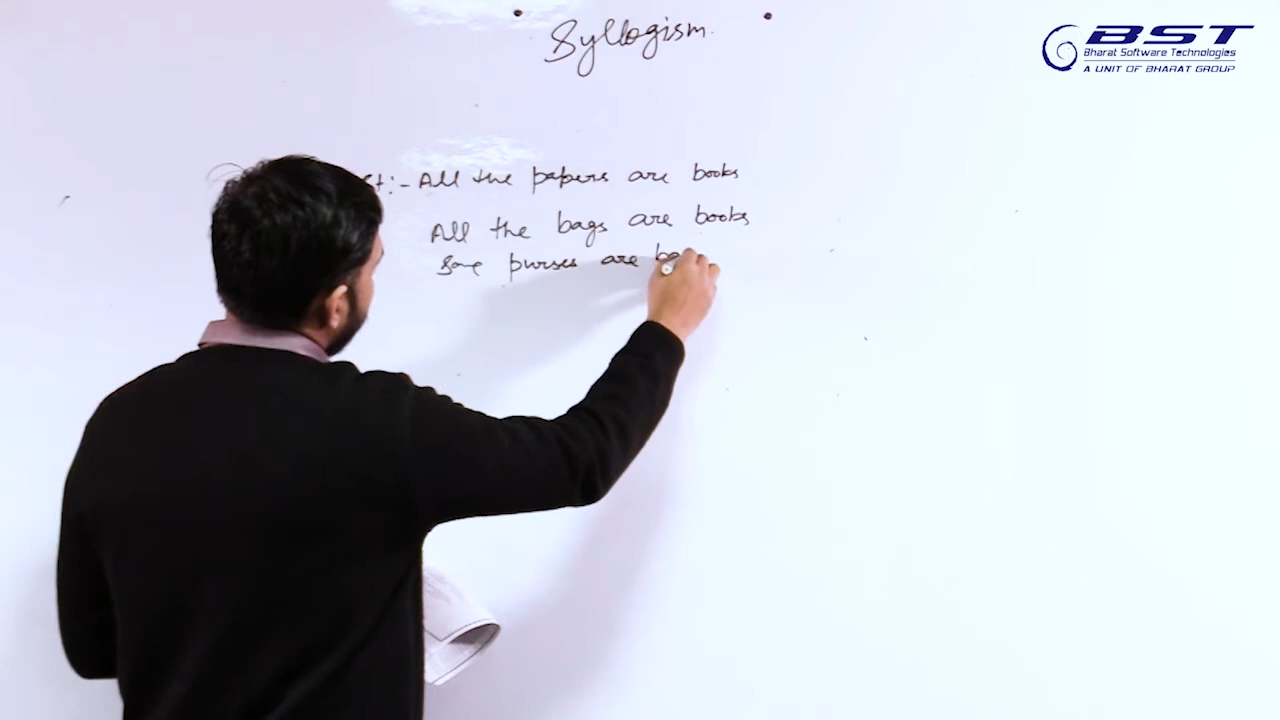 Syllogism.
BST
Bharat Software Technologies
A UNIT OF BHARAT GROUP
St:- All the papers are books
All the bags are books
Some purses are